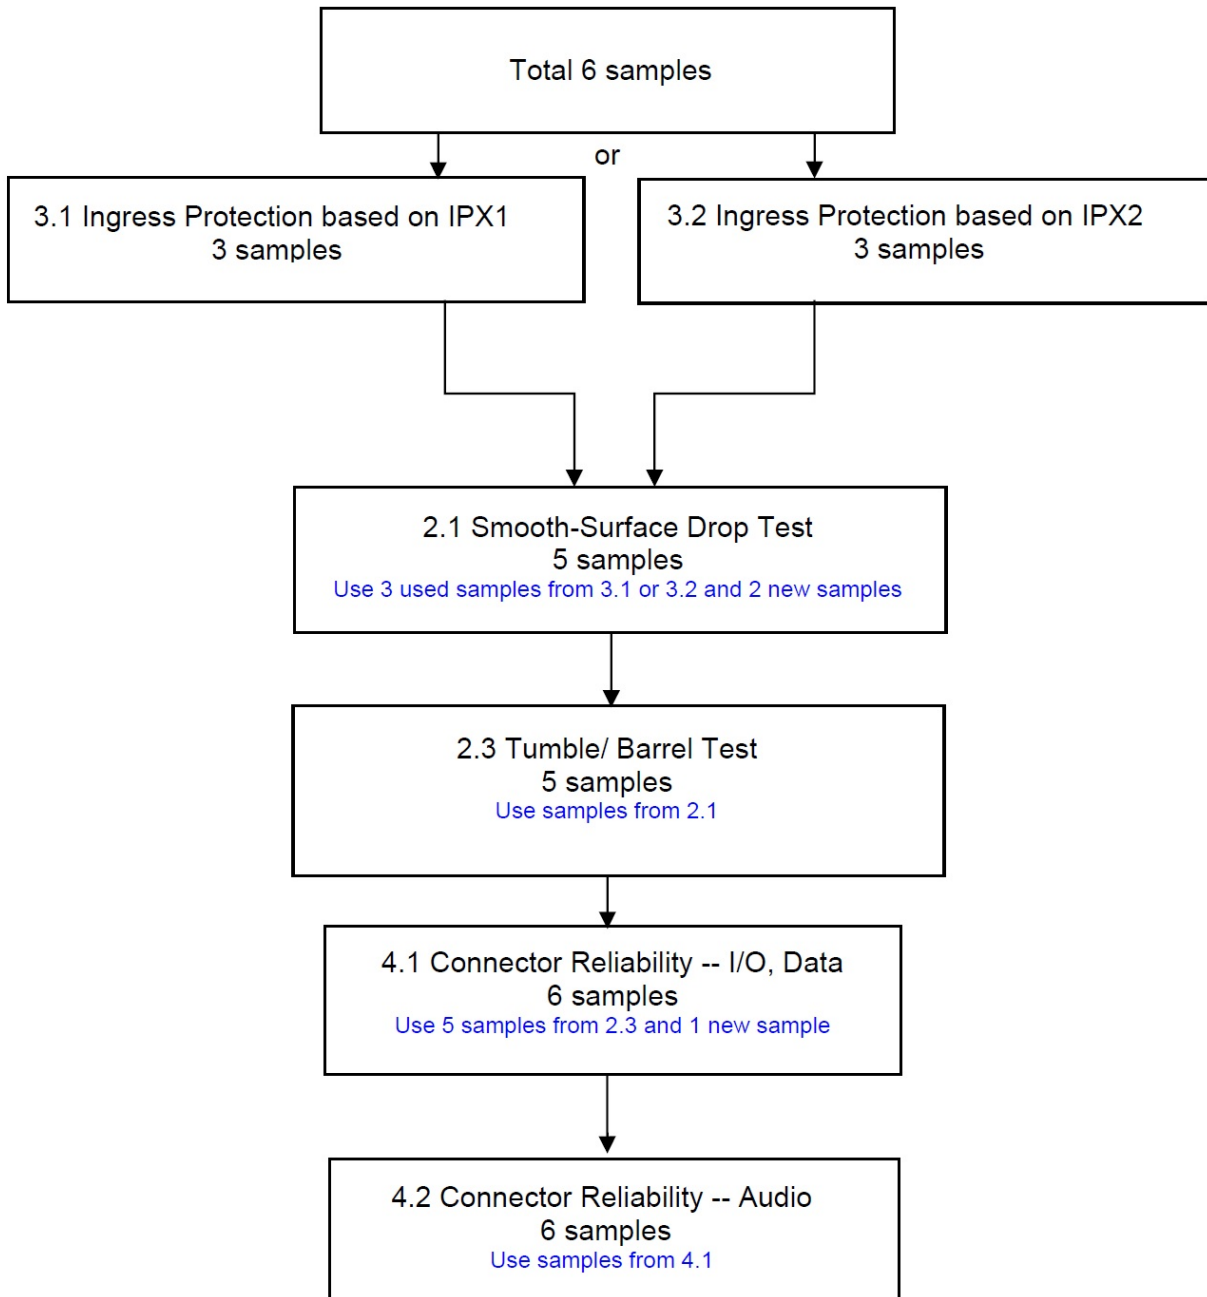 Total 6 samples
or
3.1 Ingress Protection based on IPX1
3 samples
3.2 Ingress Protection based on IPX2
3 samples
2.1 Smooth-Surface Drop Test
5 samples
Use 3 used samples from 3.1 or 3.2 and 2 new samples
2.3 Tumble/ Barrel Test
5 samples
Use samples from 2.1
4.1 Connector Reliability -- I/O, Data
6 samples
Use 5 samples from 2.3 and 1 new sample
4.2 Connector Reliability -- Audio
6 samples
Use samples from 4.1